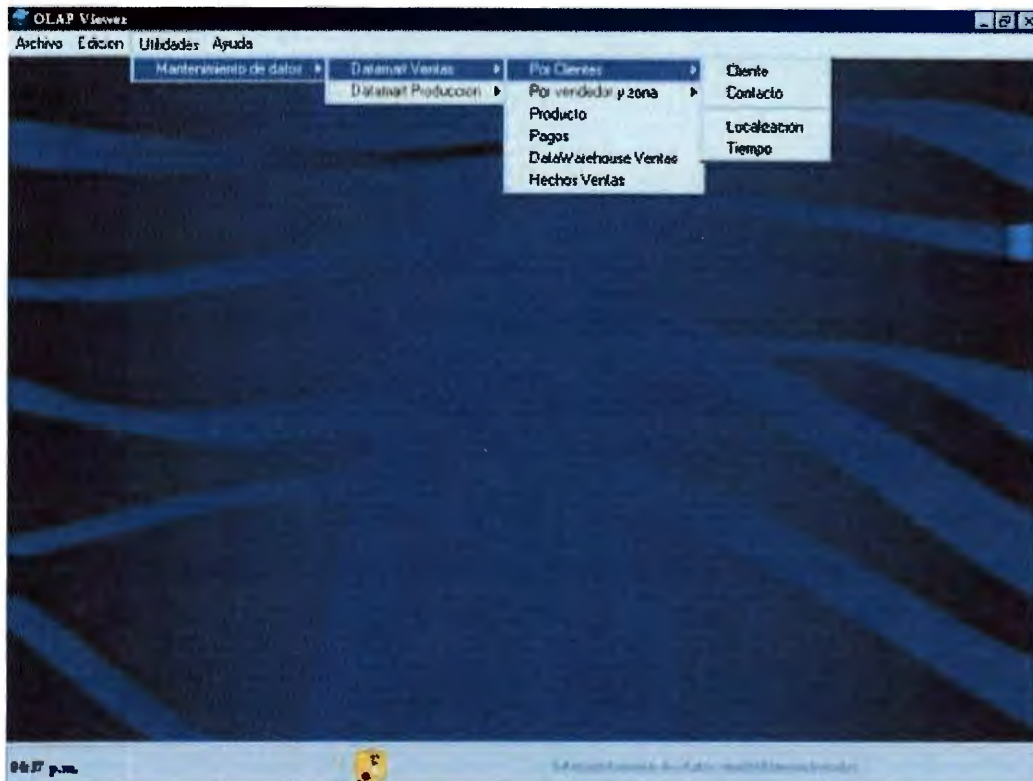 OLAP Viewer
Archivo Edicion Utilidades Ayuda
Mantenimiento de datos Datamart Ventas Por Clientes Cliente
Datamart Produccion Por vendedor y zona Contacto
Producto Localización
Pagos Tiempo
DataWarehouse Ventas
Hechos Ventas
p.m.